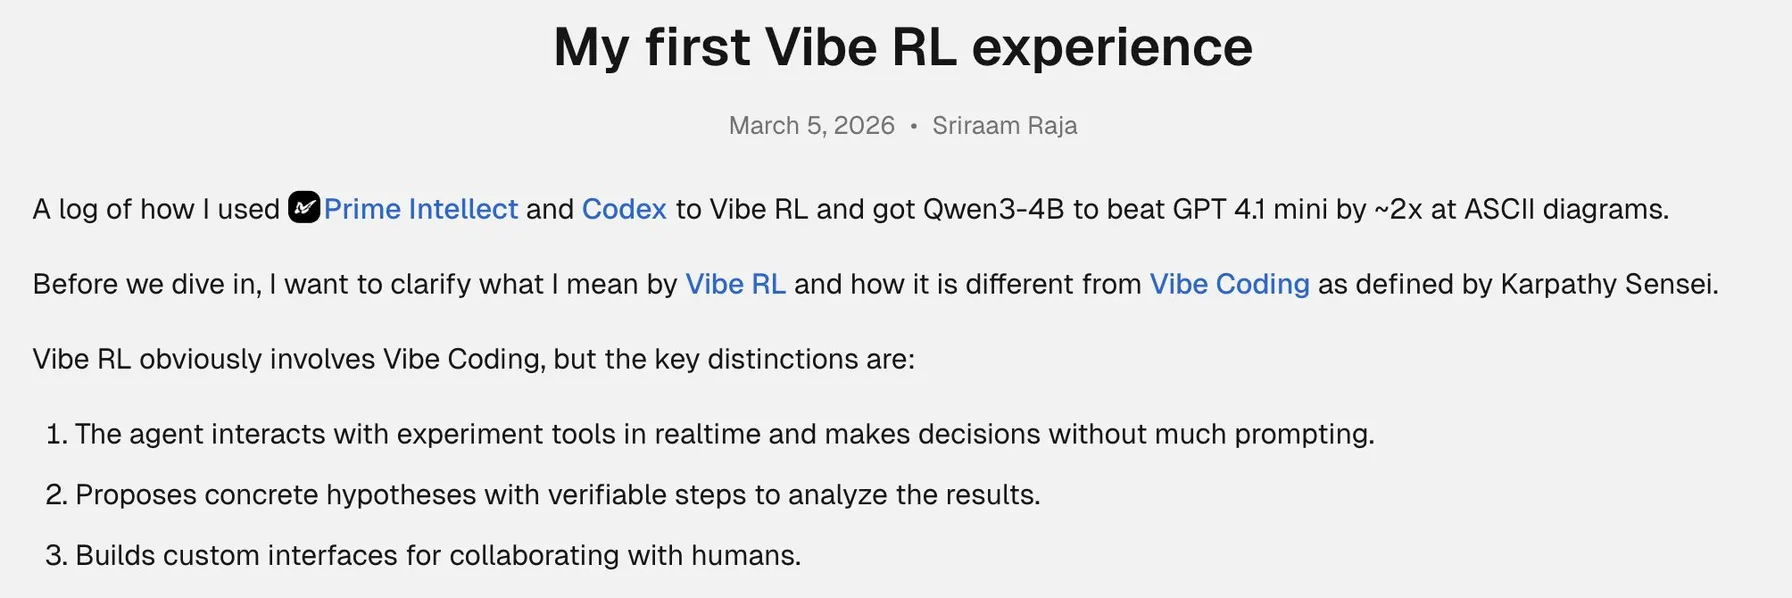 My first Vibe RL experience
March 5, 2026 • Sriraam Raja
A log of how I used Prime Intellect and Codex to Vibe RL and got Qwen3-4B to beat GPT 4.1 mini by ~2x at ASCII diagrams.
Before we dive in, I want to clarify what I mean by Vibe RL and how it is different from Vibe Coding as defined by Karpathy Sensei.
Vibe RL obviously involves Vibe Coding, but the key distinctions are:
1. The agent interacts with experiment tools in realtime and makes decisions without much prompting.
2. Proposes concrete hypotheses with verifiable steps to analyze the results.
3. Builds custom interfaces for collaborating with humans.